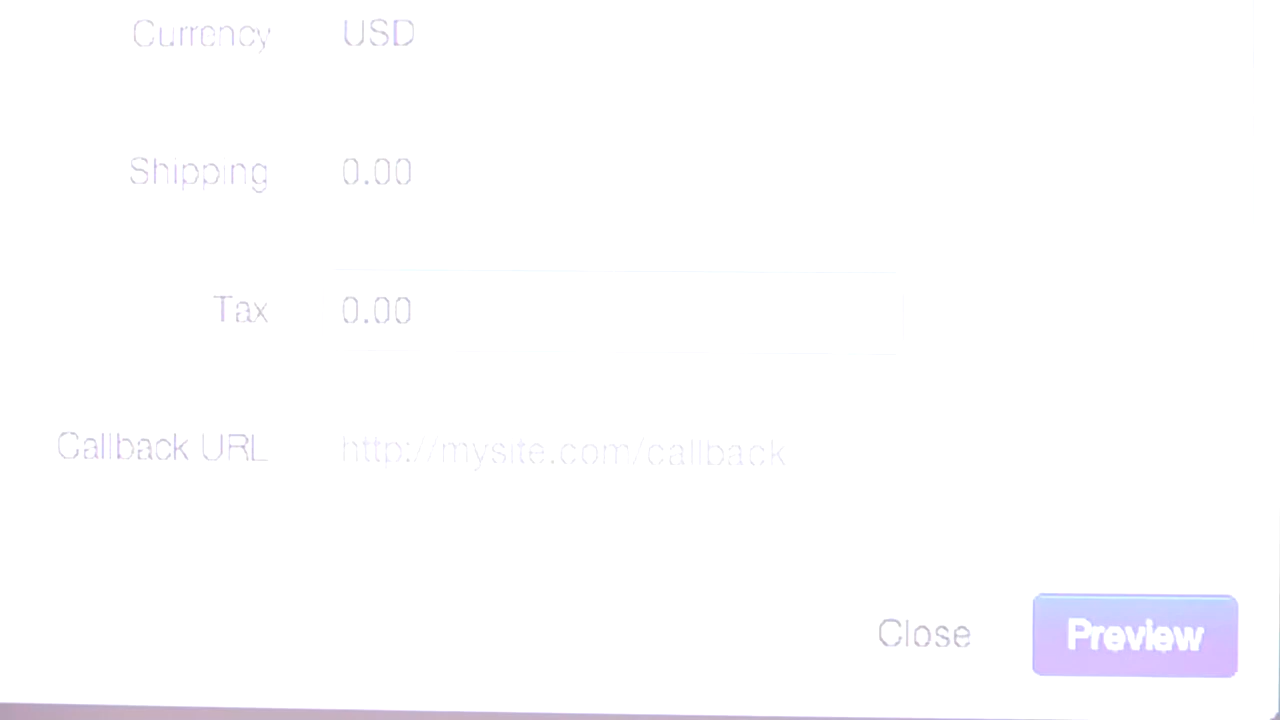 Currency USD
Shipping 0.00
Tax 0.00
Callback URL http://mysite.com/callback
Close Preview